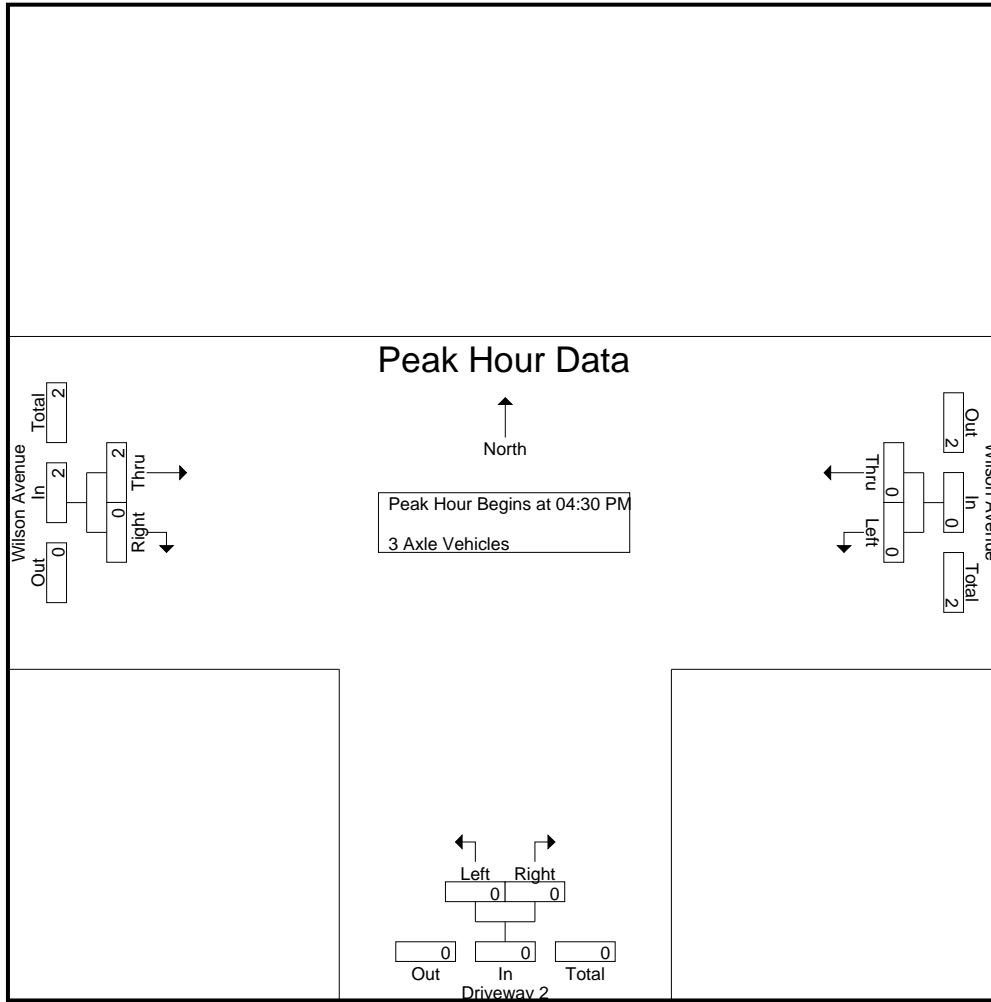 Peak Hour Data
North
Peak Hour Begins at 04:30 PM
3 Axle Vehicles
Wilson Avenue
Out
0
In
2
Total
2
Right
0
Thru
2
Wilson Avenue
Out
2
In
0
Total
2
Thru
0
Left
0
Left
Right
0
0
0
0
0
Out
In
Total
Driveway 2